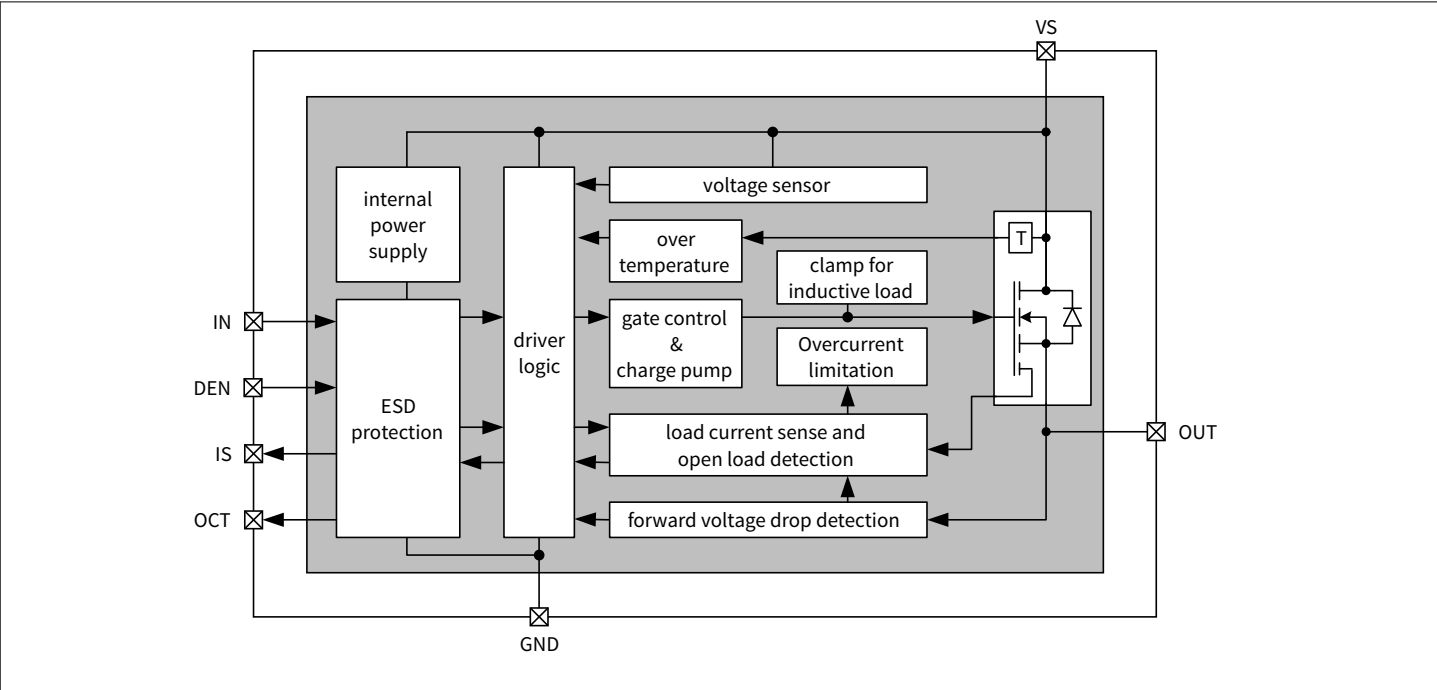 VS
internal
power
supply
voltage sensor
over
temperature
T
clamp for
inductive load
IN
DEN
IS
OCT
ESD
protection
driver
logic
gate control
&
charge pump
Overcurrent
limitation
load current sense and
open load detection
forward voltage drop detection
OUT
GND